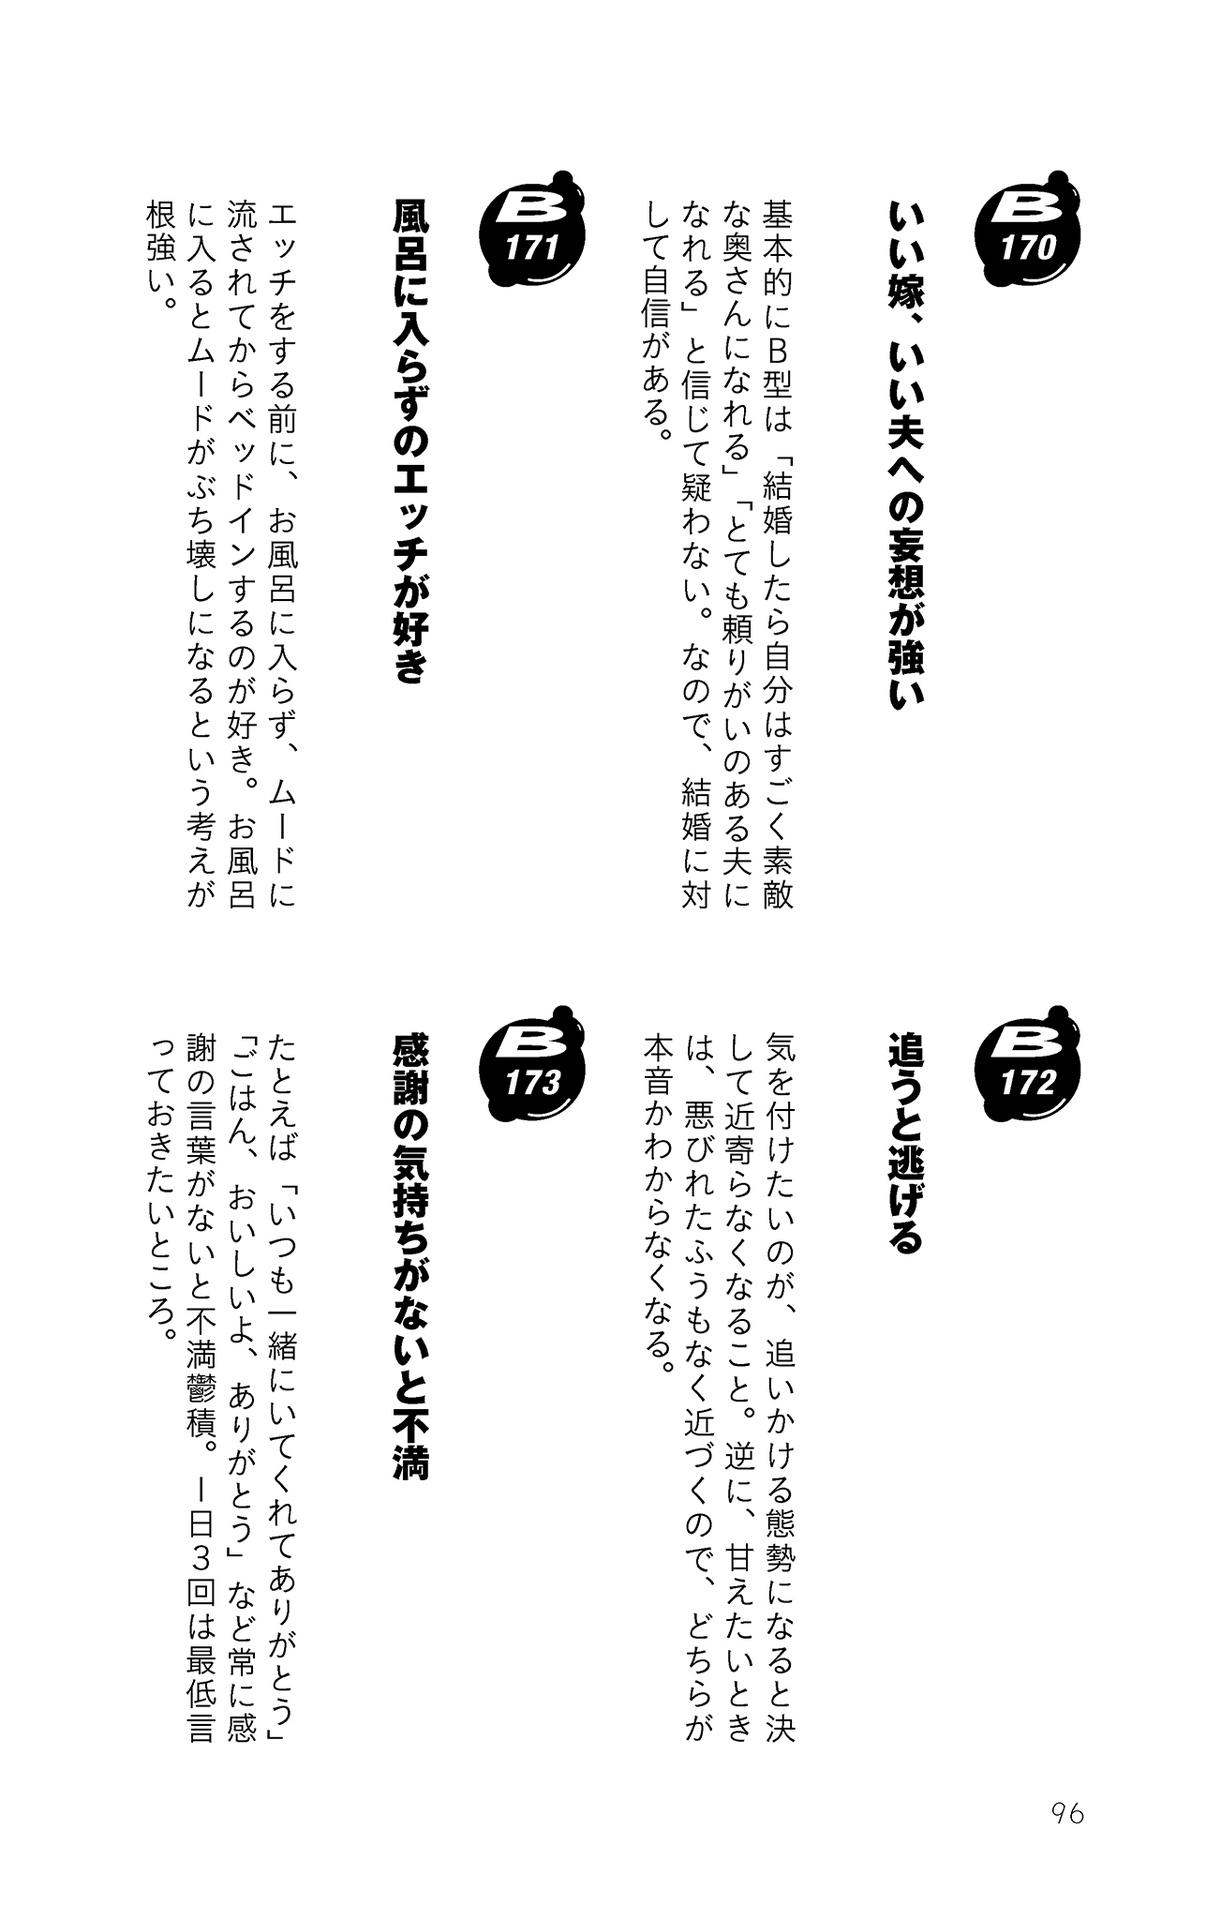 B
170
いい嫁、いい夫への妄想が強い
基本的にB型は「結婚したら自分はすごく素敵
な奥さんになれる」「とても頼りがいのある夫に
なれる」と信じて疑わない。なので、結婚に対
して自信がある。
B
171
風呂に入らずのエッチが好き
エッチをする前に、お風呂に入らず、ムードに
流されてからベッドインするのが好き。お風呂
に入るとムードがぶち壊しになるという考えが
根強い。
B
172
追うと逃げる
気を付けたいのが、追いかける態勢になると決
して近寄らなくなること。逆に、甘えたいとき
は、悪びれたふうもなく近づくので、どちらが
本音かわからなくなる。
B
173
感謝の気持ちがないと不満
たとえば「いつも一緒にいてくれてありがとう」
「ごはん、おいしいよ、ありがとう」など常に感
謝の言葉がないと不満鬱積。1日3回は最低言
っておきたいところ。
96